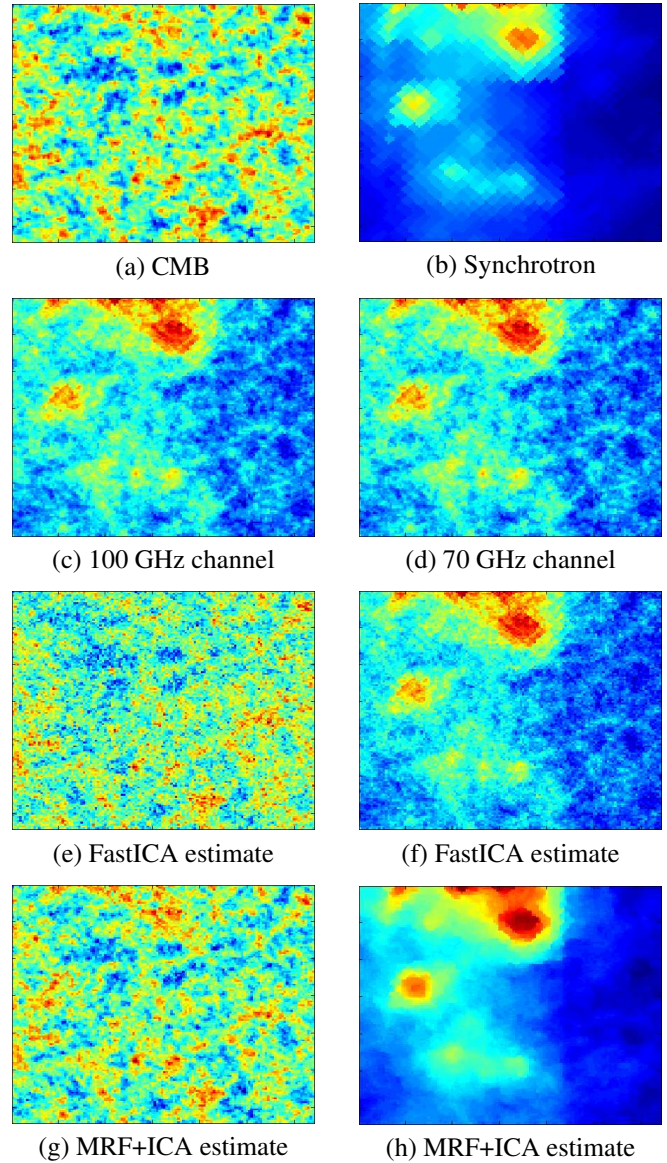 (a) CMB
(b) Synchrotron
(c) 100 GHz channel
(d) 70 GHz channel
(e) FastICA estimate
(f) FastICA estimate
(g) MRF+ICA estimate
(h) MRF+ICA estimate